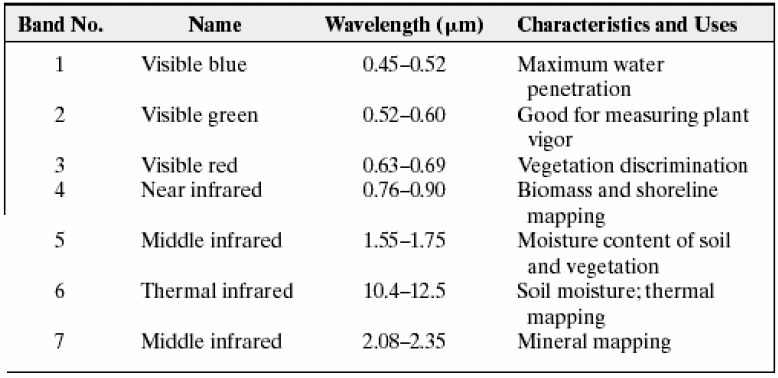 Band No. Name Wavelength (μm) Characteristics and Uses
1 Visible blue 0.45–0.52 Maximum water
penetration
2 Visible green 0.52–0.60 Good for measuring plant
vigor
3 Visible red 0.63–0.69 Vegetation discrimination
4 Near infrared 0.76–0.90 Biomass and shoreline
mapping
5 Middle infrared 1.55–1.75 Moisture content of soil
and vegetation
6 Thermal infrared 10.4–12.5 Soil moisture; thermal
mapping
7 Middle infrared 2.08–2.35 Mineral mapping